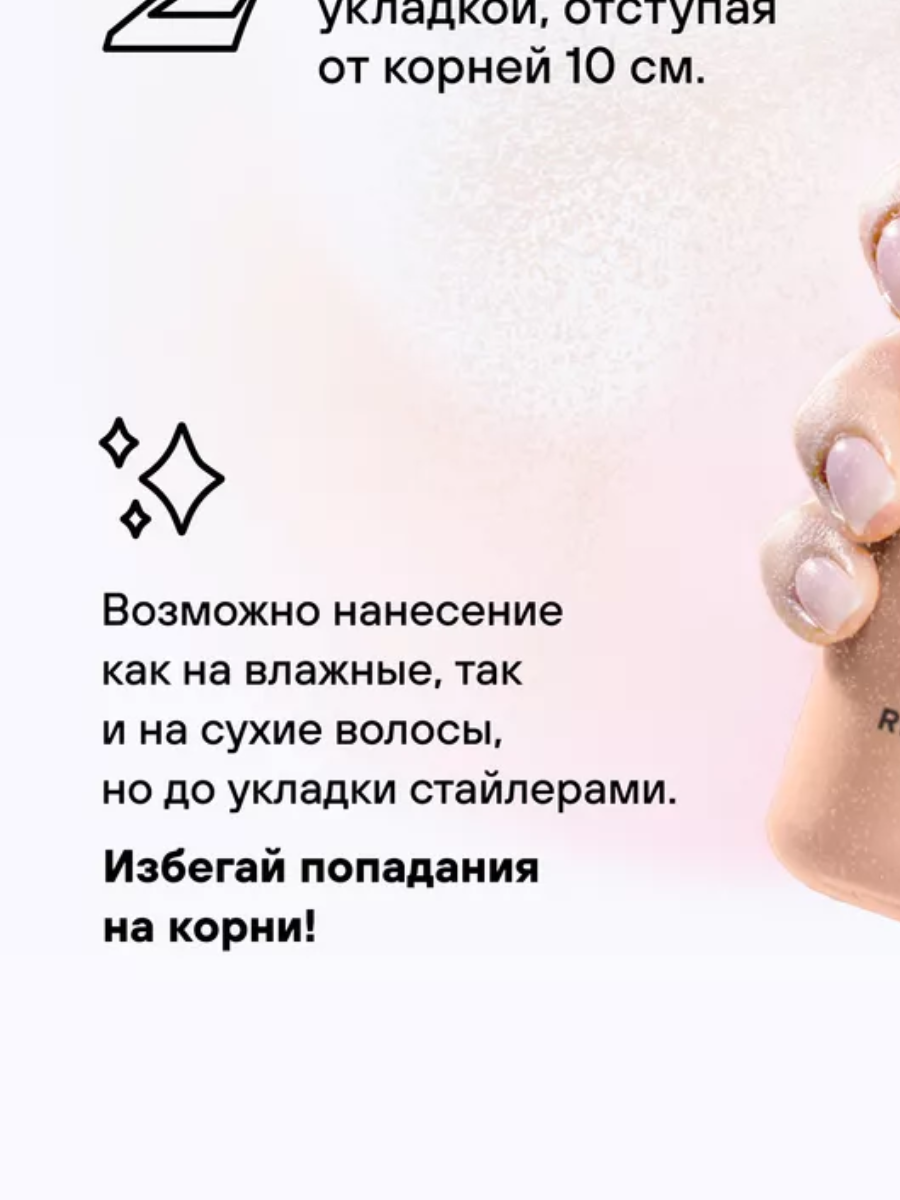 укладкой, отступая
от корней 10 см.
Возможно нанесение
как на влажные, так
и на сухие волосы,
но до укладки стайлерами.
Избегай попадания
на корни!